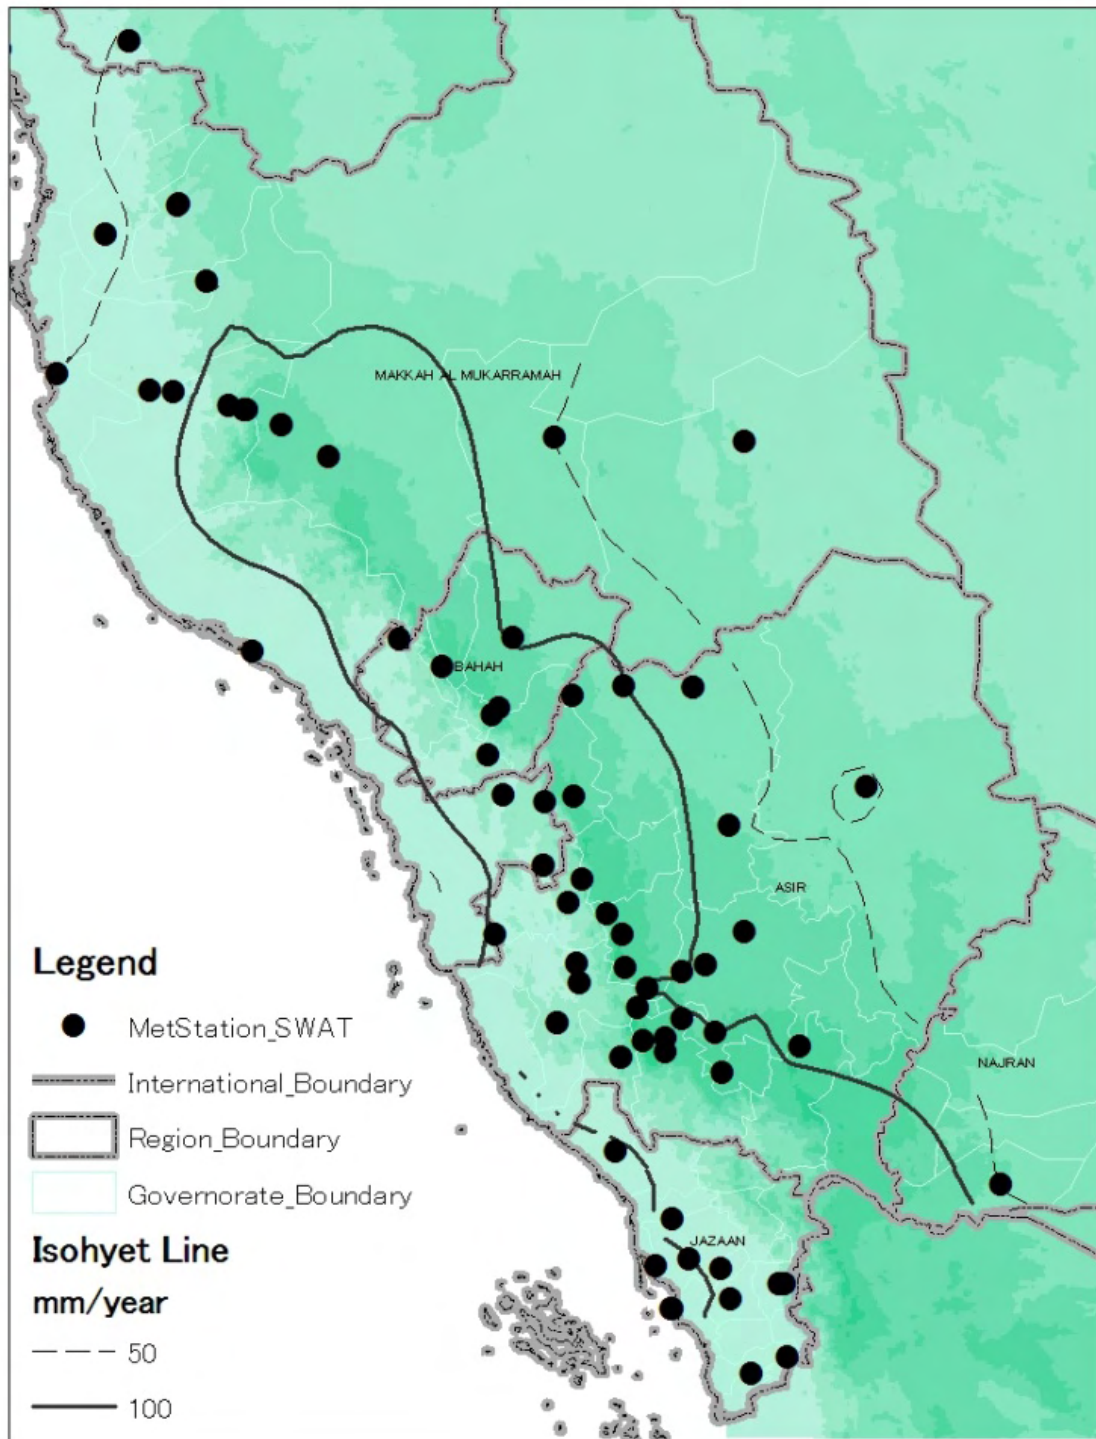 MAKKAH AL MUKARRAMAH
BAHAH
ASIR
NAJRAN
JAZAAN
Legend
MetStation_SWAT
International_Boundary
Region_Boundary
Governorate_Boundary
Isohyet Line
mm/year
50
100